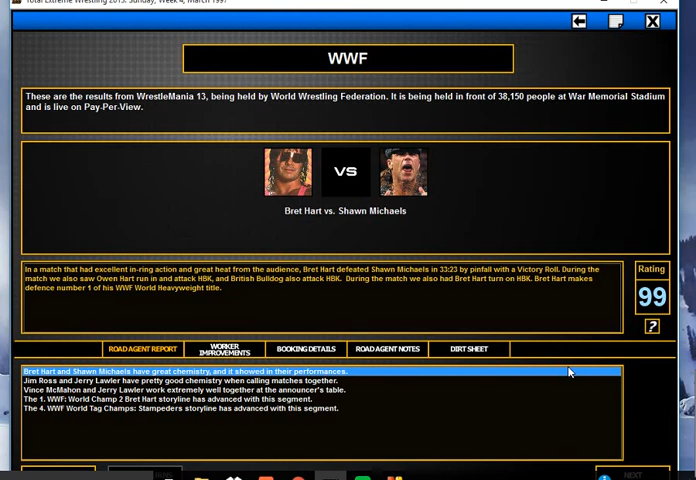 Total Extreme Wrestling 2013: Sunday, Week 4, March 1997
WWF
These are the results from WrestleMania 13, being held by World Wrestling Federation. It is being held in front of 38,150 people at War Memorial Stadium
and is live on Pay-Per-View.
VS
Bret Hart vs. Shawn Michaels
In a match that had excellent in-ring action and great heat from the audience, Bret Hart defeated Shawn Michaels in 33:23 by pinfall with a Victory Roll. During the
match we also saw Owen Hart run in and attack HBK, and British Bulldog also attack HBK. During the match we also had Bret Hart turn on HBK. Bret Hart makes
defence number 1 of his WWF World Heavyweight title.
Rating
99
?
ROAD AGENT REPORT
WORKER
IMPROVEMENTS
BOOKING DETAILS
ROAD AGENT NOTES
DIRT SHEET
Bret Hart and Shawn Michaels have great chemistry, and it showed in their performances.
Jim Ross and Jerry Lawler have pretty good chemistry when calling matches together.
Vince McMahon and Jerry Lawler work extremely well together at the announcer's table.
The 1. WWF: World Champ 2 Bret Hart storyline has advanced with this segment.
The 4. WWF World Tag Champs: Stampeders storyline has advanced with this segment.
NEXT